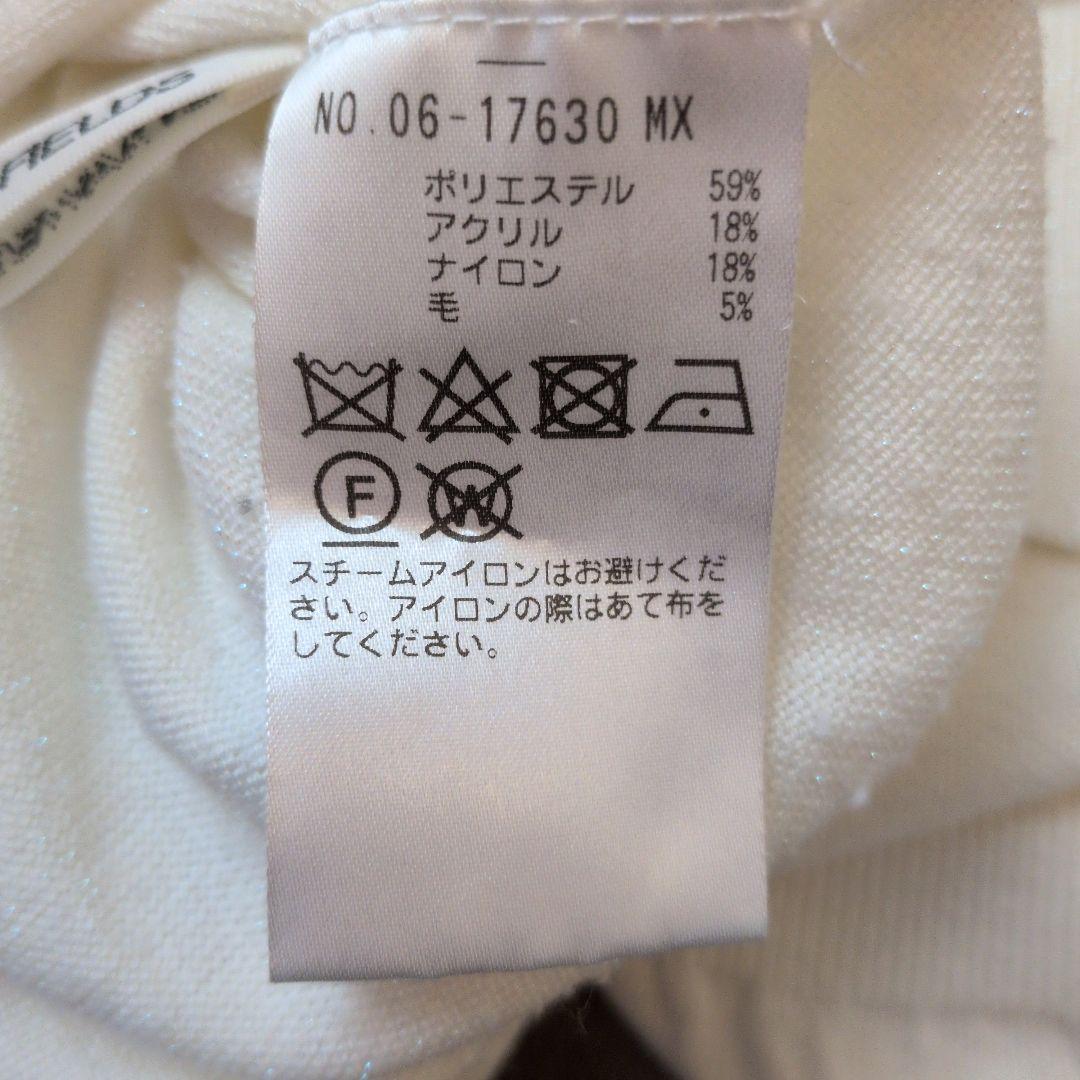 NO.06-17630 MX
ポリエステル 59%
アクリル 18%
ナイロン 18%
毛 5%
F
W
スチームアイロンはお避けくだ
さい。アイロンの際はあて布を
してください。